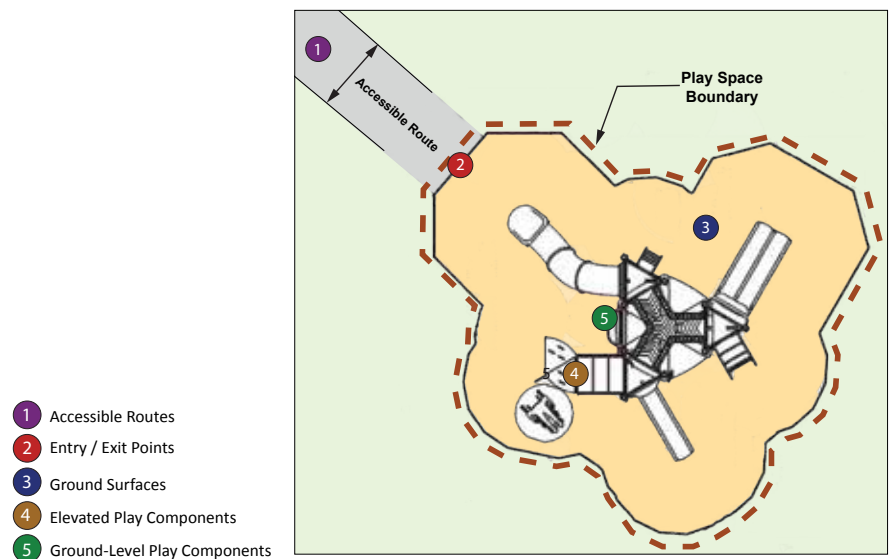 1
Accessible Route
2
Play Space
Boundary
3
5
4
5
1 Accessible Routes
2 Entry / Exit Points
3 Ground Surfaces
4 Elevated Play Components
5 Ground-Level Play Components